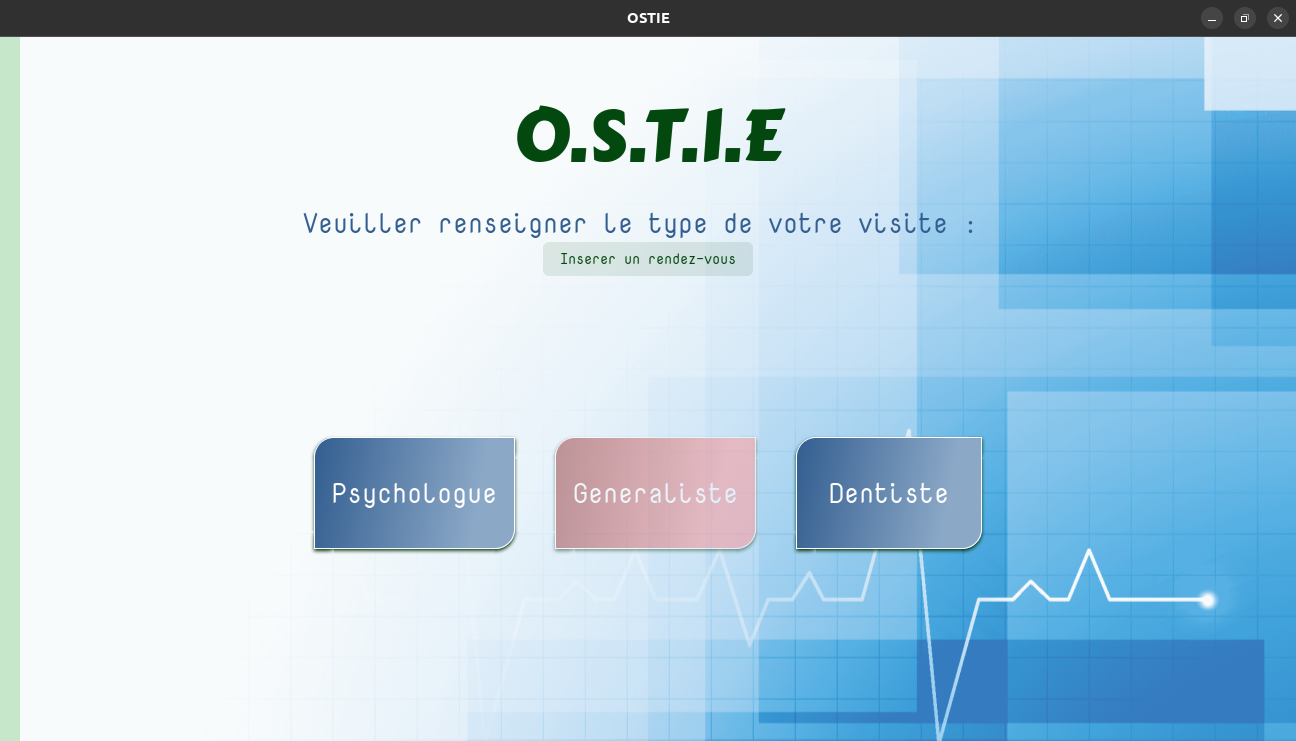 OSTIE
O.S.T.I.E
Veuiller renseigner le type de votre visite :
Inserer un rendez-vous
Psychologue
Generaliste
Dentiste